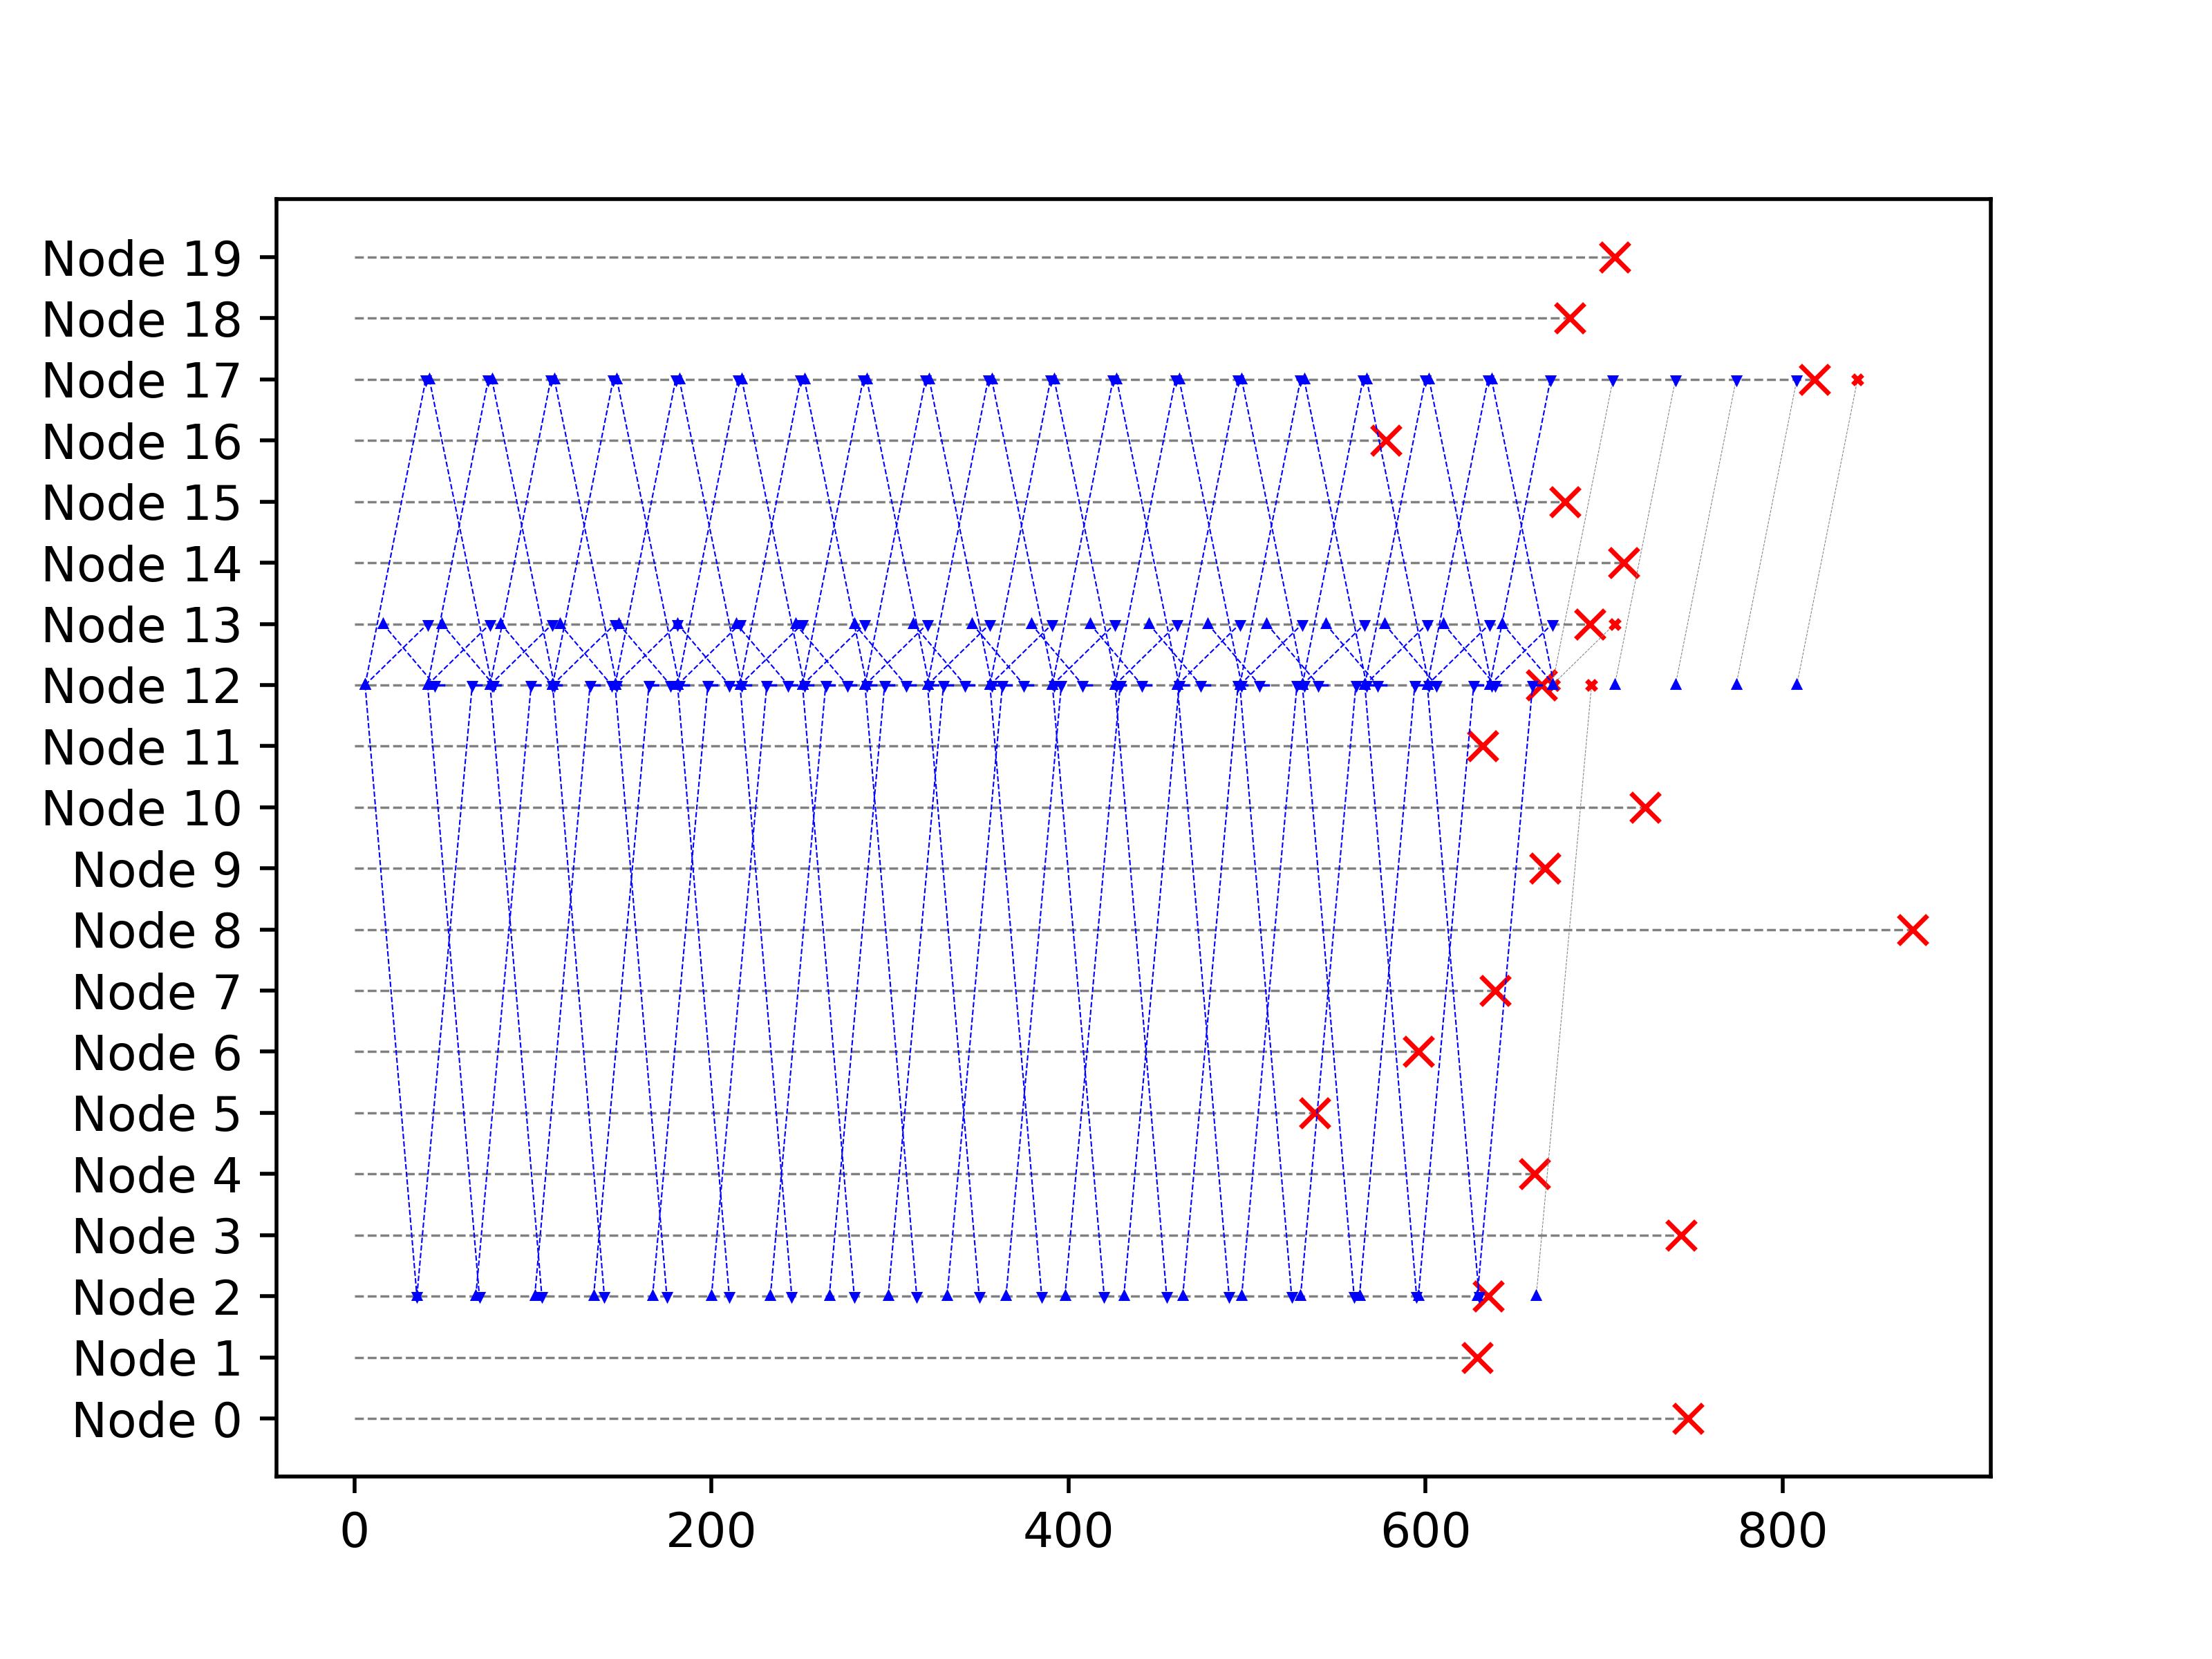 Node 19
Node 18
Node 17
Node 16
Node 15
Node 14
Node 13
Node 12
Node 11
Node 10
Node 9
Node 8
Node 7
Node 6
Node 5
Node 4
Node 3
Node 2
Node 1
Node 0
0 200 400 600 800